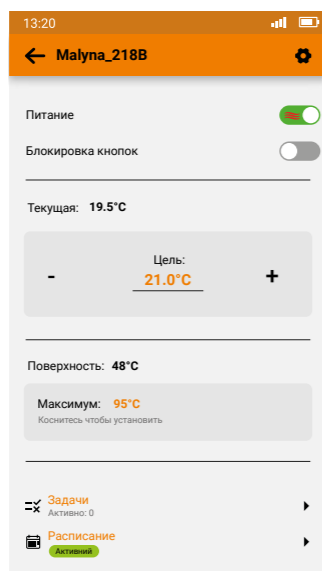 13:20
Malyna_218B
Питание
Блокировка кнопок
Текущая: 19.5°C
Цель:
- 21.0°C +
Поверхность: 48°C
Максимум: 95°C
Коснитесь чтобы установить
Задачи
Активно: 0
Расписание
Активний